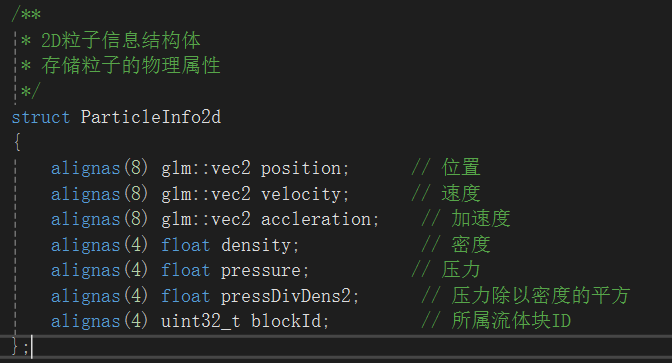 /**
* 2D粒子信息结构体
* 存储粒子的物理属性
*/
struct ParticleInfo2d
{
alignas(8) glm::vec2 position; // 位置
alignas(8) glm::vec2 velocity; // 速度
alignas(8) glm::vec2 accleration; // 加速度
alignas(4) float density; // 密度
alignas(4) float pressure; // 压力
alignas(4) float pressDivDens2; // 压力除以密度的平方
alignas(4) uint32_t blockId; // 所属流体块ID
};